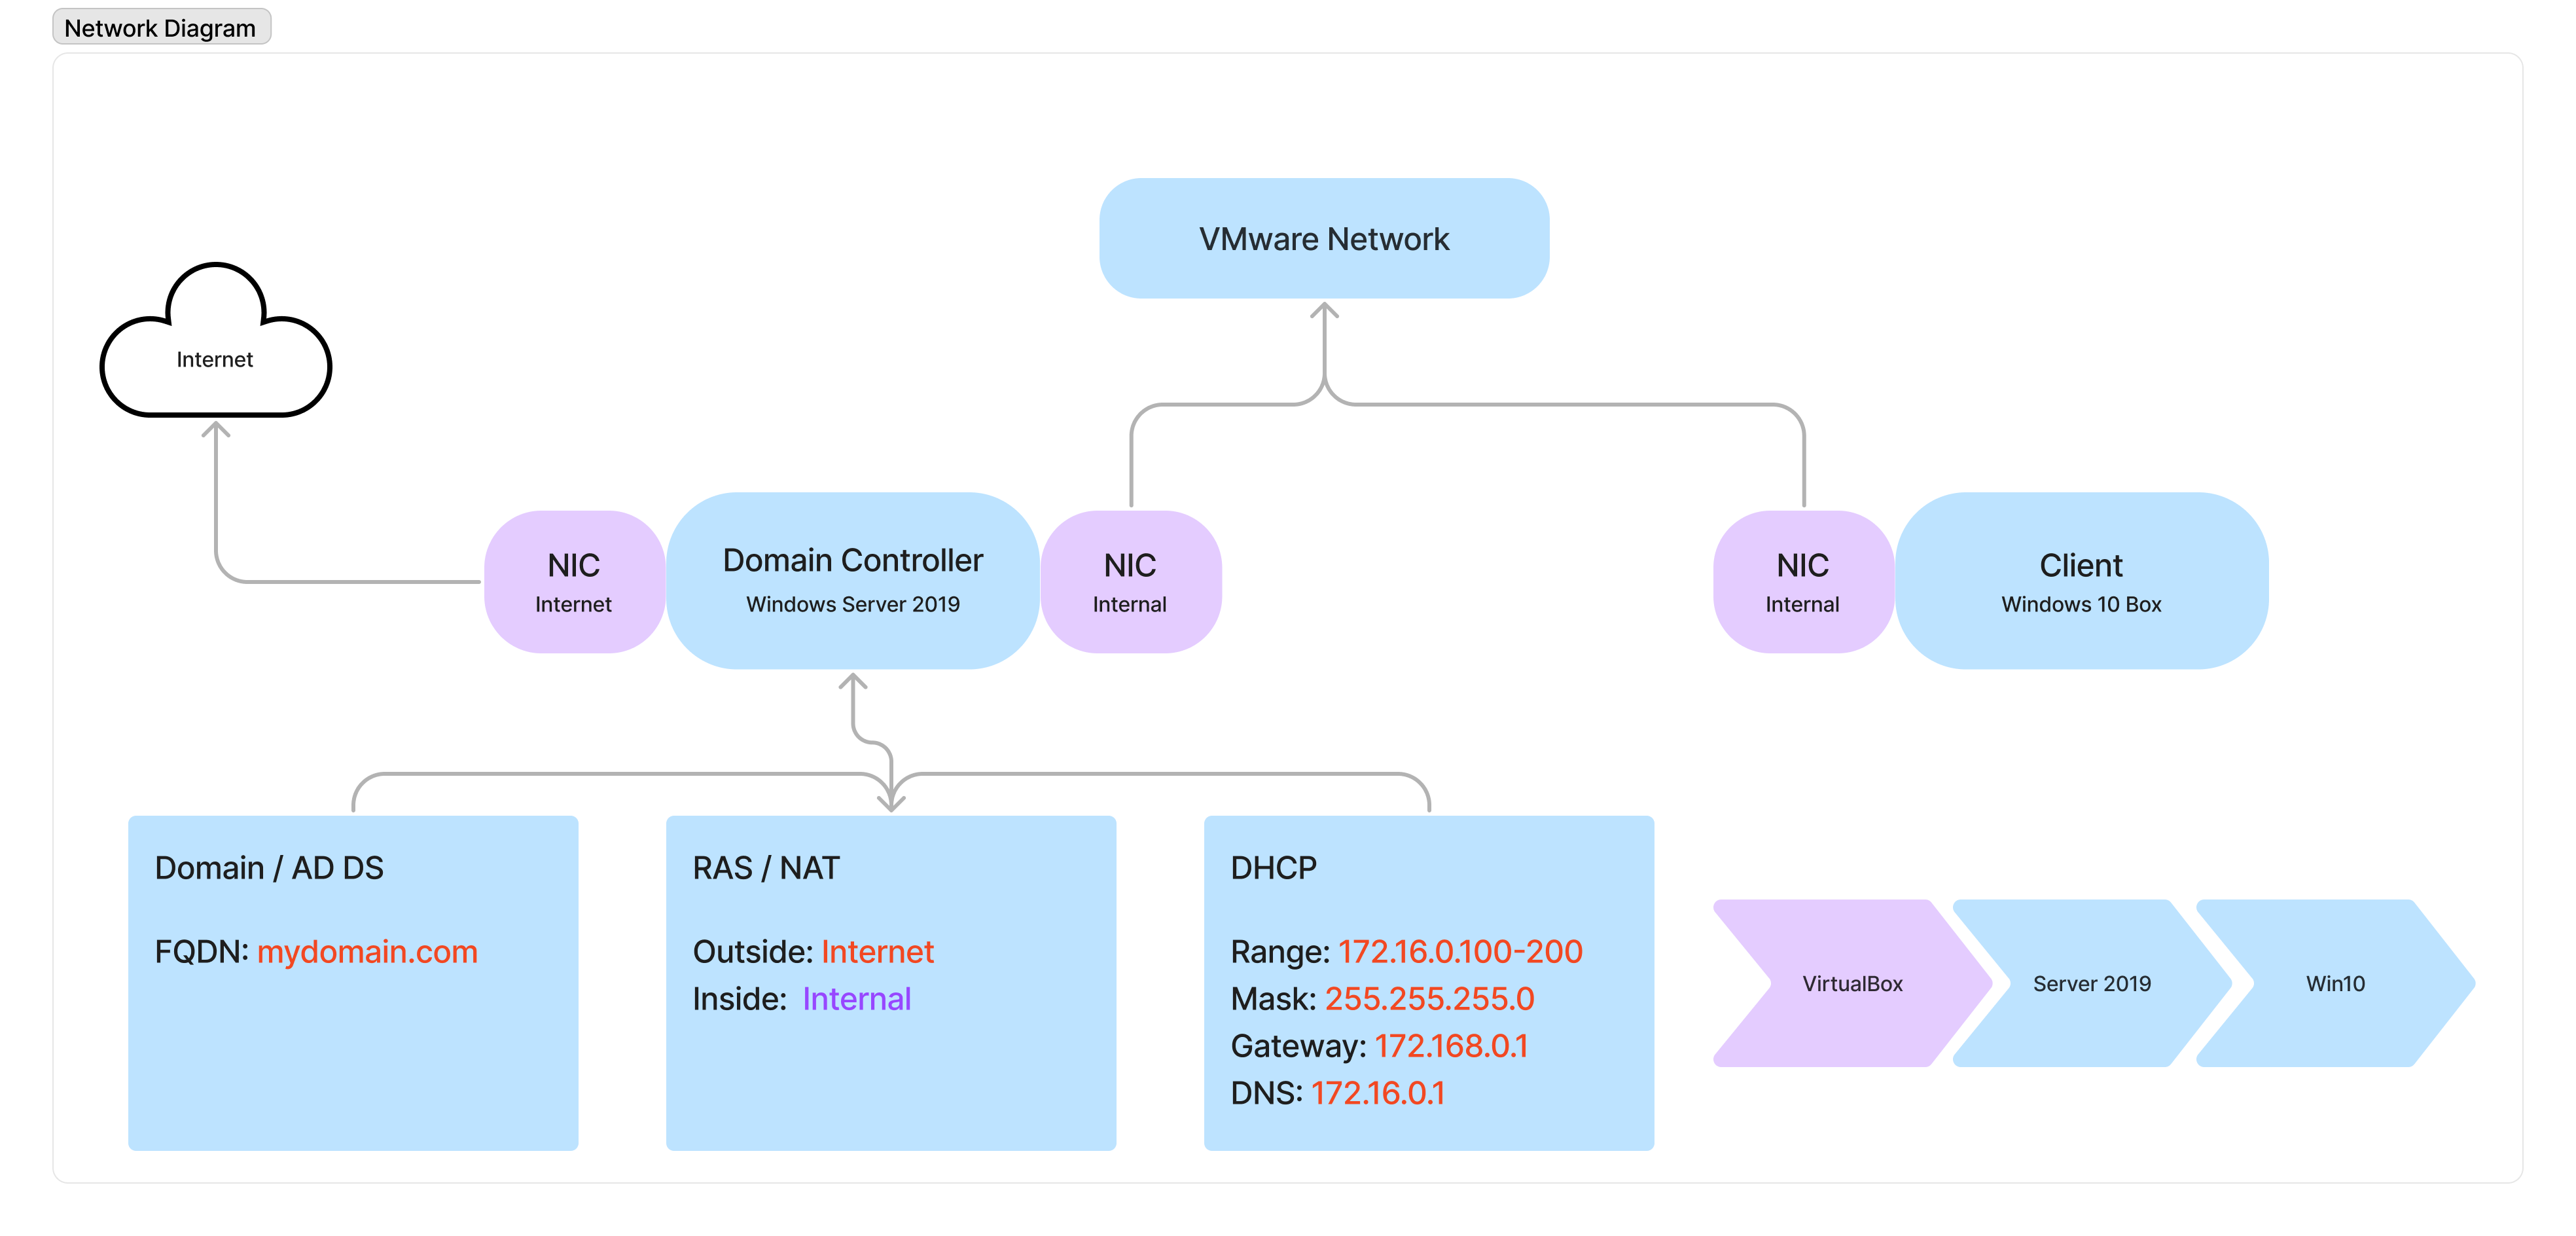 Network Diagram
VMware Network
Internet
NIC
Internet
Domain Controller
Windows Server 2019
NIC
Internal
NIC
Internal
Client
Windows 10 Box
Domain / AD DS
FQDN: mydomain.com
RAS / NAT
Outside: Internet
Inside: Internal
DHCP
Range: 172.16.0.100-200
Mask: 255.255.255.0
Gateway: 172.168.0.1
DNS: 172.16.0.1
VirtualBox
Server 2019
Win10